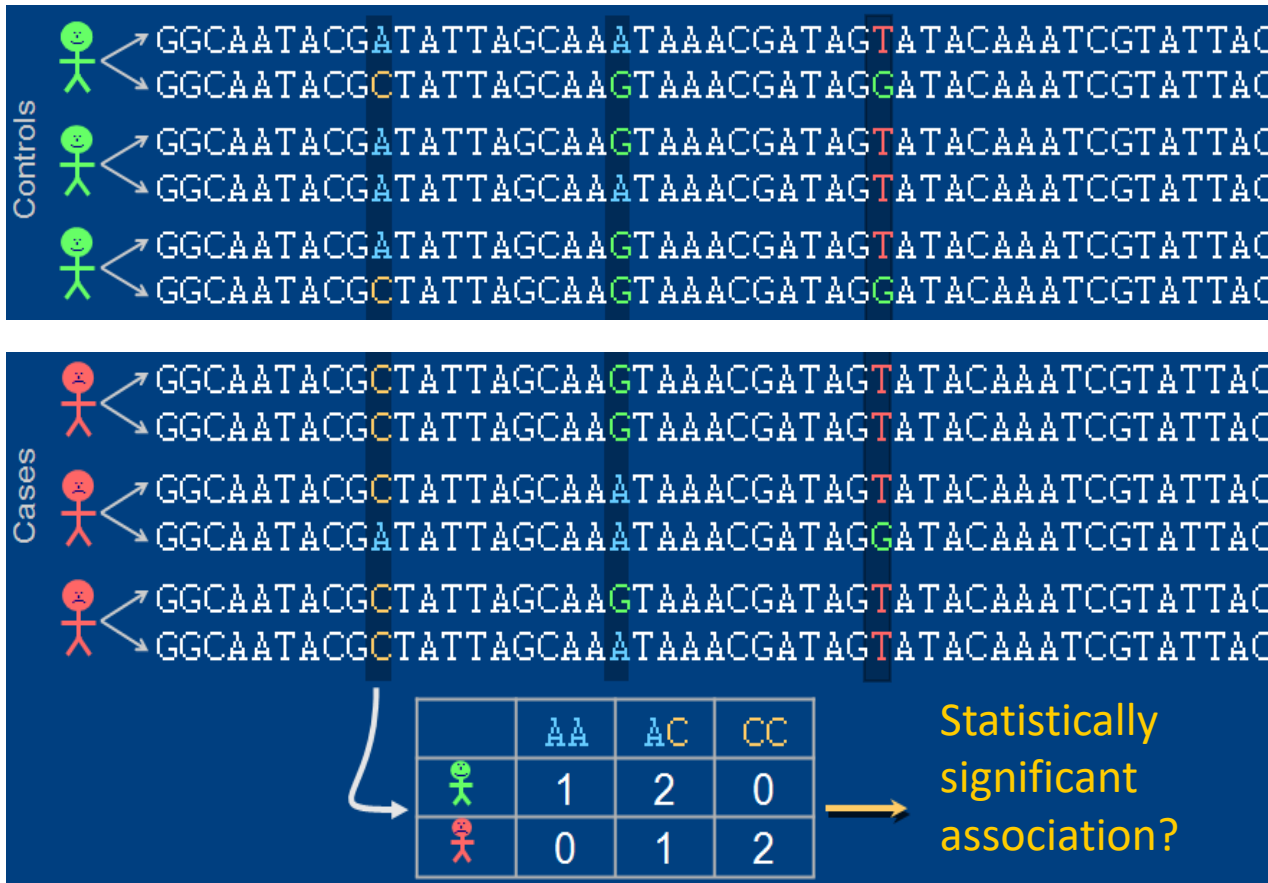 Controls
GGCAATACGATATTAGCAAATAAACGATAGTATACAAATCGTATTAC
GGCAATACGCTATTAGCAAGTAAACGATAGGATACAAATCGTATTAC
GGCAATACGATATTAGCAAGTAAACGATAGTATACAAATCGTATTAC
GGCAATACGATATTAGCAAATAAACGATAGTATACAAATCGTATTAC
GGCAATACGATATTAGCAAGTAAACGATAGTATACAAATCGTATTAC
GGCAATACGCTATTAGCAAGTAAACGATAGGATACAAATCGTATTAC
Cases
GGCAATACGCTATTAGCAAGTAAACGATAGTATACAAATCGTATTAC
GGCAATACGCTATTAGCAAGTAAACGATAGTATACAAATCGTATTAC
GGCAATACGCTATTAGCAAATAAACGATAGTATACAAATCGTATTAC
GGCAATACGATATTAGCAAATAAACGATAGGATACAAATCGTATTAC
GGCAATACGCTATTAGCAAGTAAACGATAGTATACAAATCGTATTAC
GGCAATACGCTATTAGCAAATAAACGATAGTATACAAATCGTATTAC
AA AC CC
1 2 0
0 1 2
Statistically
significant
association?